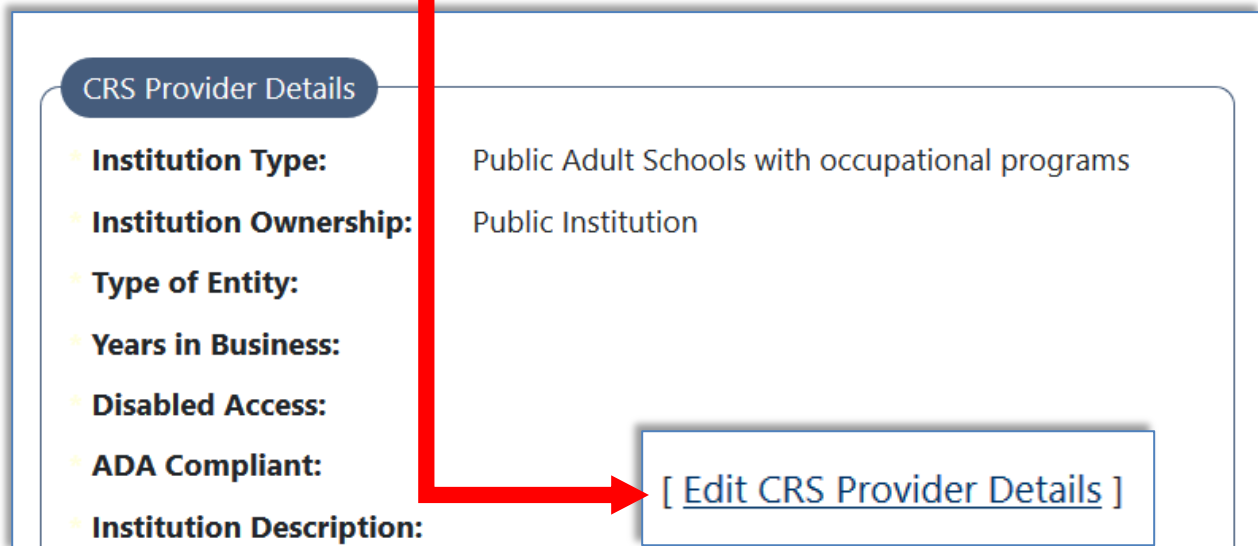 CRS Provider Details
* Institution Type: Public Adult Schools with occupational programs
* Institution Ownership: Public Institution
* Type of Entity:
* Years in Business:
* Disabled Access:
* ADA Compliant:
[ Edit CRS Provider Details ]
* Institution Description: